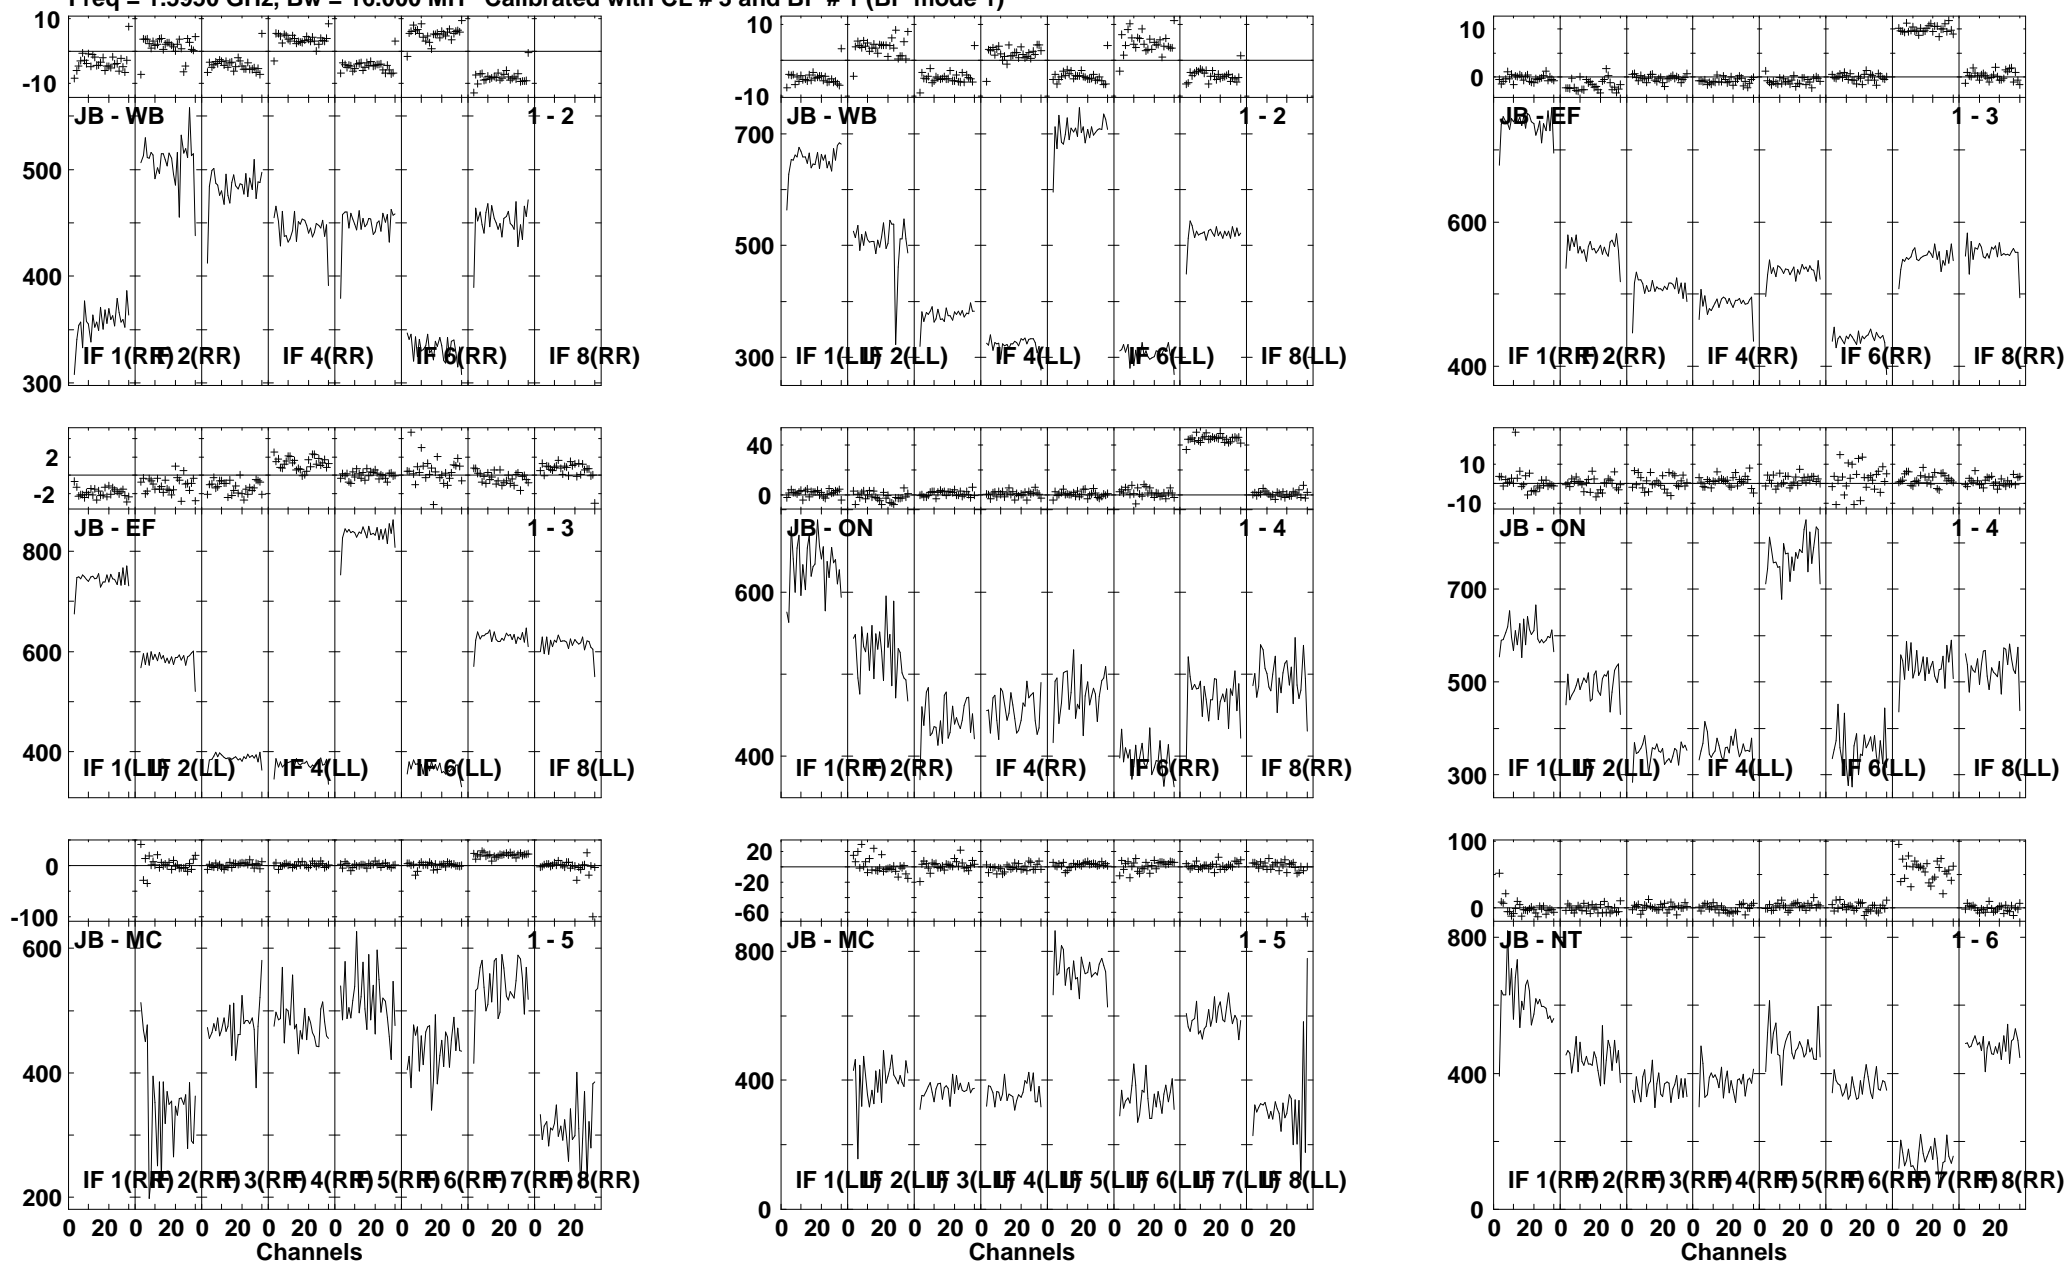 Freq = 1.5950 GHz, Bw = 16.000 MH Calibrated with CL # 3 and BP # 1 (BP mode 1)
10
-10
JB - WB
1 - 2
500
400
300
IF 1(RR)
IF 2(RR)
IF 4(RR)
IF 6(RR)
IF 8(RR)
10
-10
JB - WB
1 - 2
700
500
300
IF 1(LL)
IF 2(LL)
IF 4(LL)
IF 6(LL)
IF 8(LL)
10
0
JB - EF
1 - 3
600
400
IF 1(RR)
IF 2(RR)
IF 4(RR)
IF 6(RR)
IF 8(RR)
2
-2
JB - EF
1 - 3
800
600
400
IF 1(LL)
IF 2(LL)
IF 4(LL)
IF 6(LL)
IF 8(LL)
40
0
JB - ON
1 - 4
600
400
IF 1(RR)
IF 2(RR)
IF 4(RR)
IF 6(RR)
IF 8(RR)
10
-10
JB - ON
1 - 4
700
500
300
IF 1(LL)
IF 2(LL)
IF 4(LL)
IF 6(LL)
IF 8(LL)
0
-100
JB - MC
1 - 5
600
400
200
IF 1(RR)
IF 2(RR)
IF 3(RR)
IF 4(RR)
IF 5(RR)
IF 6(RR)
IF 7(RR)
IF 8(RR)
0 20 0 20 0 20 0 20 0 20 0 20 0 20 0 20
Channels
20
-20
-60
JB - MC
1 - 5
800
400
0
IF 1(LL)
IF 2(LL)
IF 3(LL)
IF 4(LL)
IF 5(LL)
IF 6(LL)
IF 7(LL)
IF 8(LL)
0 20 0 20 0 20 0 20 0 20 0 20 0 20 0 20
Channels
100
0
JB - NT
1 - 6
800
400
0
IF 1(RR)
IF 2(RR)
IF 3(RR)
IF 4(RR)
IF 5(RR)
IF 6(RR)
IF 7(RR)
IF 8(RR)
0 20 0 20 0 20 0 20 0 20 0 20 0 20 0 20
Channels